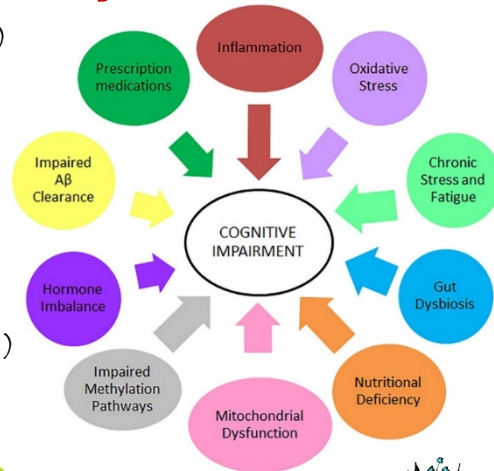 )
Inflammation
Prescription
medications
Oxidative
Stress
Impaired
Aβ
Clearance
Chronic
Stress and
Fatigue
COGNITIVE
IMPAIRMENT
Hormone
Imbalance
Gut
Dysbiosis
)
Impaired
Methylation
Pathways
Mitochondrial
Dysfunction
Nutritional
Deficiency